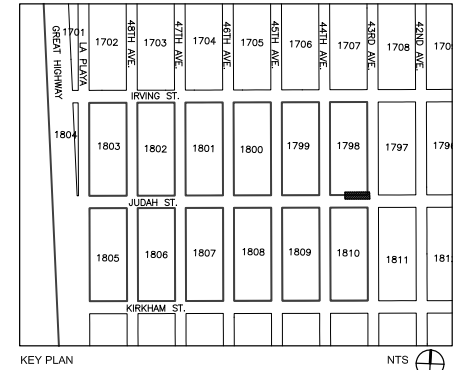 GREAT HIGHWAY
1701
LA PLAYA
1702
48TH AVE.
1703
47TH AVE.
1704
46TH AVE.
1705
45TH AVE.
1706
44TH AVE.
1707
43RD AVE.
1708
42ND AVE.
IRVING ST.
1804
1803
1802
1801
1800
1799
1798
1797
JUDAH ST.
1805
1806
1807
1808
1809
1810
1811
KIRKHAM ST.
KEY PLAN
NTS